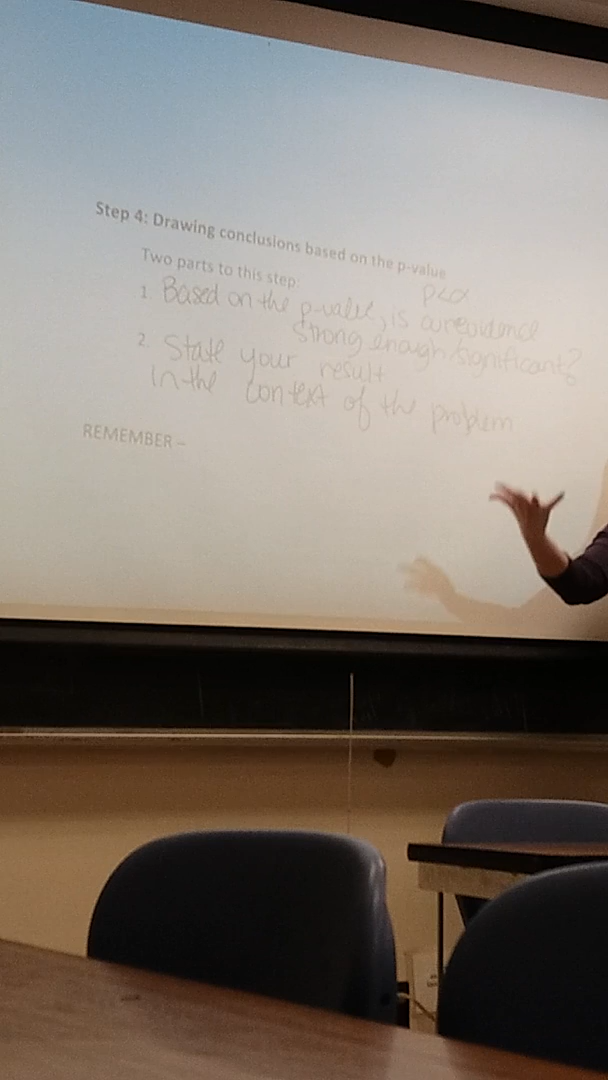 Step 4: Drawing conclusions based on the p-value
Two parts to this step:
p<α
1. Based on the p-value, is our evidence
strong enough/significant?
2. State your result
in the context of the problem
REMEMBER –